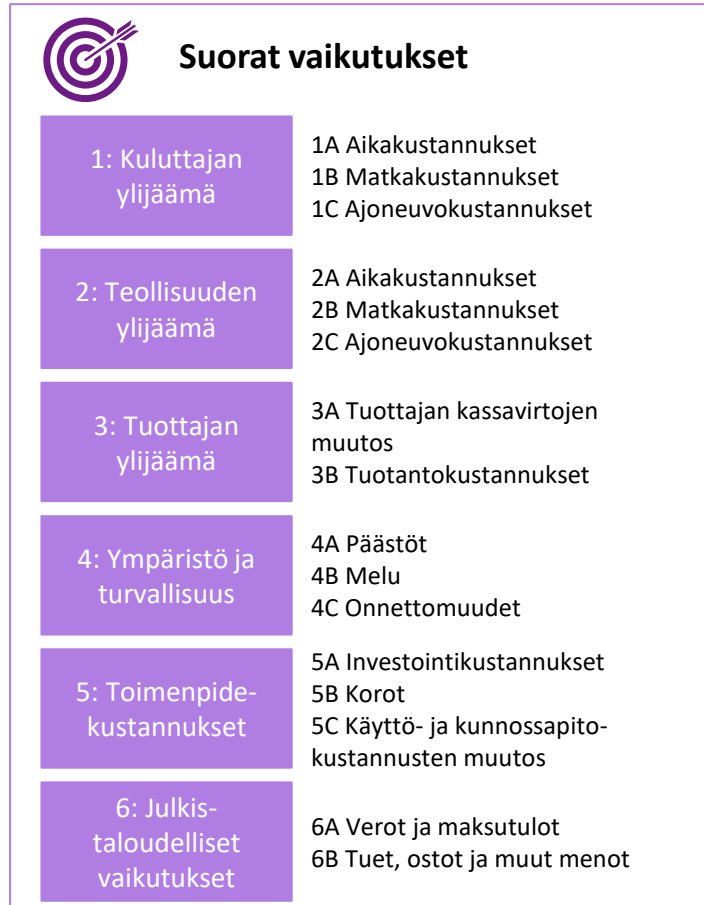 Suorat vaikutukset
1: Kuluttajan
ylijäämä
1A Aikakustannukset
1B Matkakustannukset
1C Ajoneuvokustannukset
2: Teollisuuden
ylijäämä
2A Aikakustannukset
2B Matkakustannukset
2C Ajoneuvokustannukset
3: Tuottajan
ylijäämä
3A Tuottajan kassavirtojen
muutos
3B Tuotantokustannukset
4: Ympäristö ja
turvallisuus
4A Päästöt
4B Melu
4C Onnettomuudet
5: Toimenpide-
kustannukset
5A Investointikustannukset
5B Korot
5C Käyttö- ja kunnossapito-
kustannusten muutos
6: Julkis-
taloudelliset
vaikutukset
6A Verot ja maksutulot
6B Tuet, ostot ja muut menot